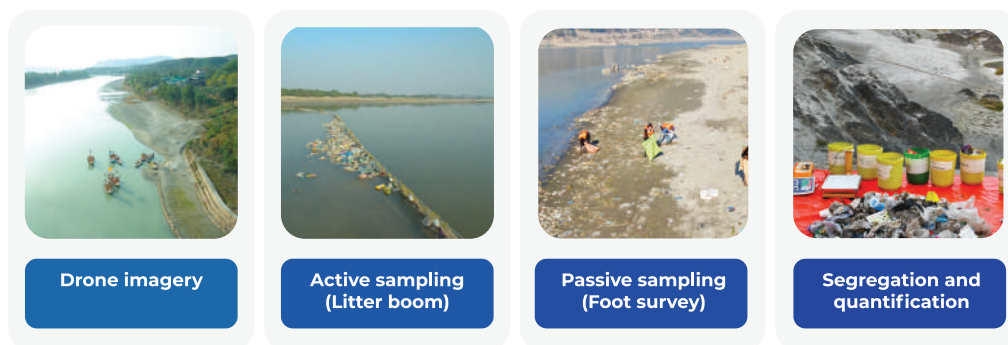 Drone imagery
Active sampling
(Litter boom)
Passive sampling
(Foot survey)
Segregation and
quantification